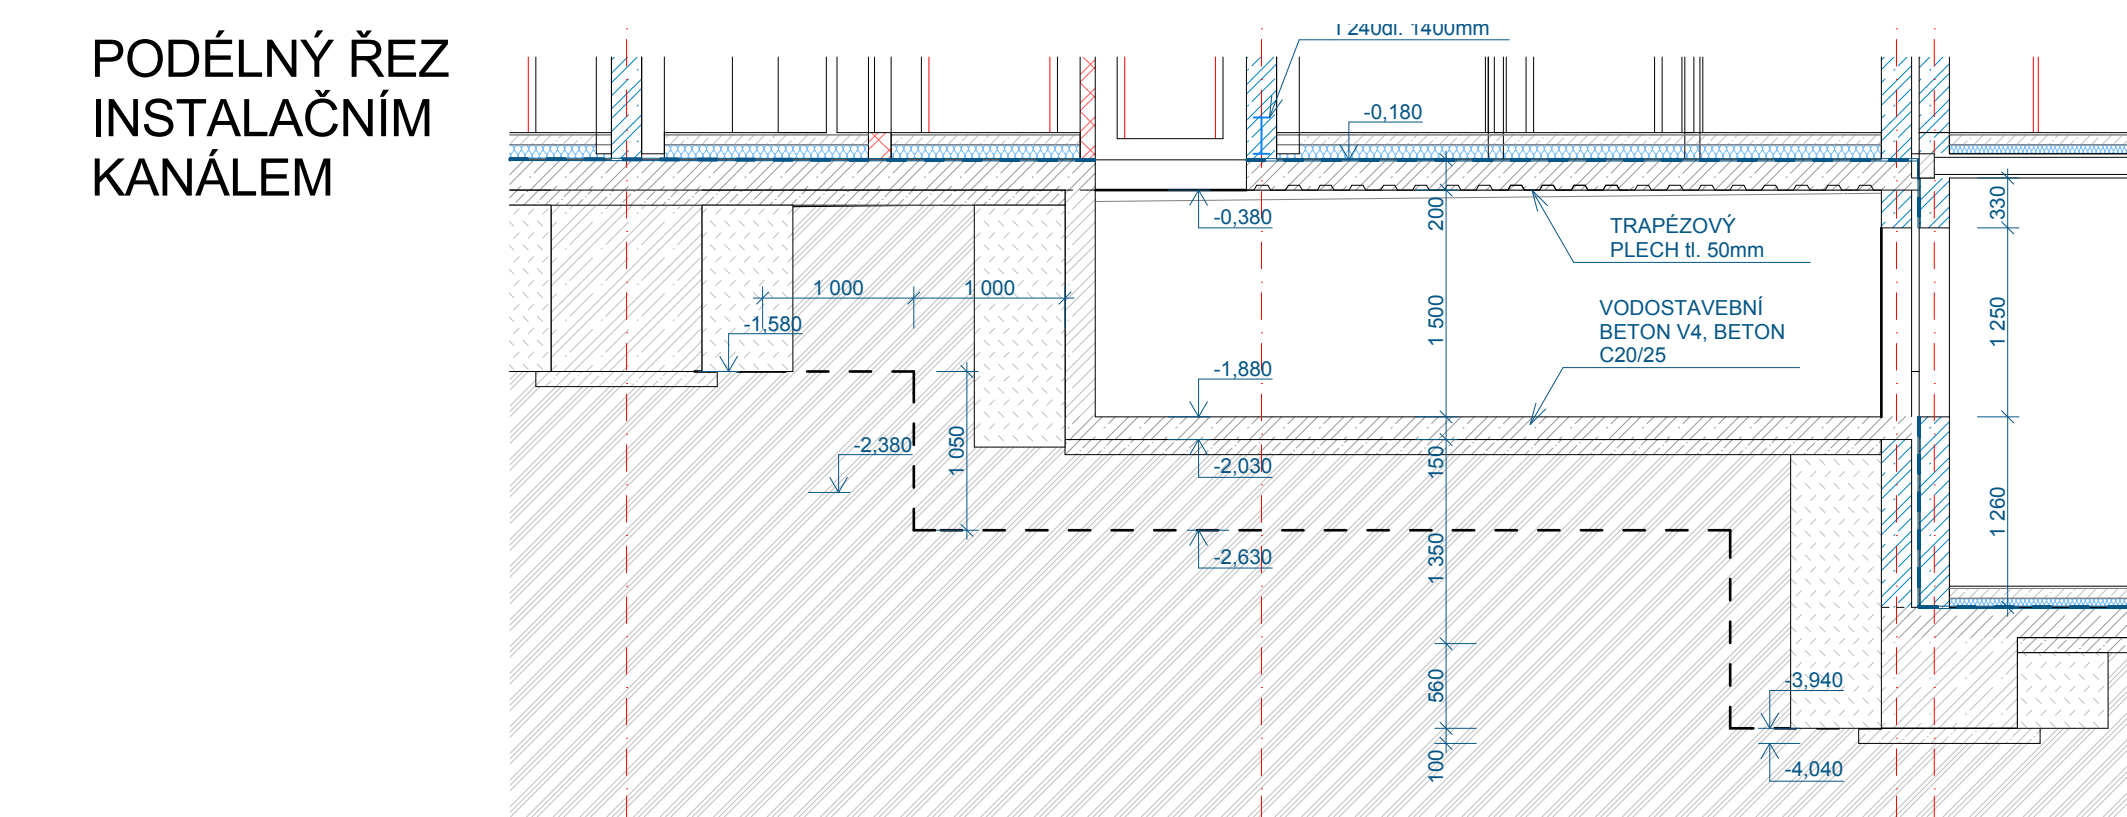 PODÉLNÝ ŘEZ
INSTALAČNÍM
KANÁLEM
I 240dl. 1400mm
-0,180
-0,380
200
330
TRAPÉZOVÝ
PLECH tl. 50mm
1 000
1 000
-1,580
1 500
VODOSTAVEBNÍ
BETON V4, BETON
C20/25
1 250
-1,880
-2,380
1 050
-2,030
150
1 260
-2,630
1 350
560
-3,940
100
-4,040